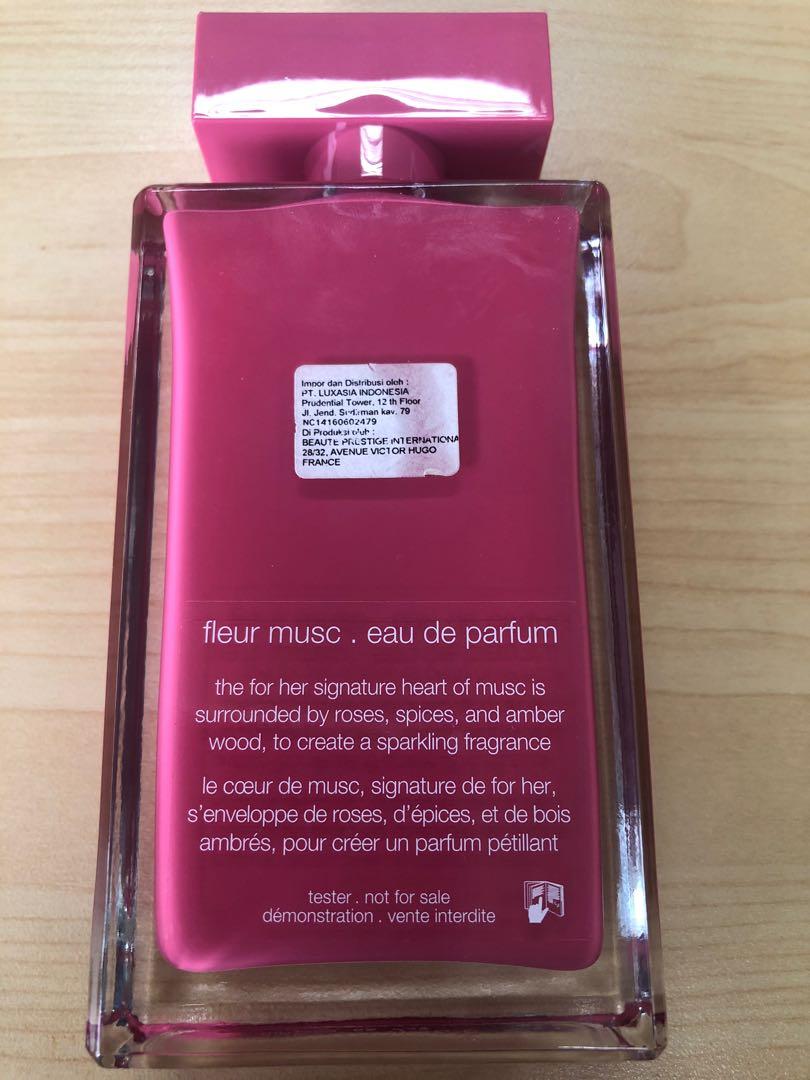 Impor dan Distribusi oleh :
PT. LUXASIA INDONESIA
Prudential Tower, 12 th Floor
Jl. Jend. Sudirman kav. 79
NC14160602479
Di Produksi oleh :
BEAUTE PRESTIGE INTERNATIONA
28/32, AVENUE VICTOR HUGO
FRANCE
fleur musc . eau de parfum
the for her signature heart of musc is
surrounded by roses, spices, and amber
wood, to create a sparkling fragrance
le cœur de musc, signature de for her,
s'enveloppe de roses, d'épices, et de bois
ambrés, pour créer un parfum pétillant
tester . not for sale
démonstration . vente interdite